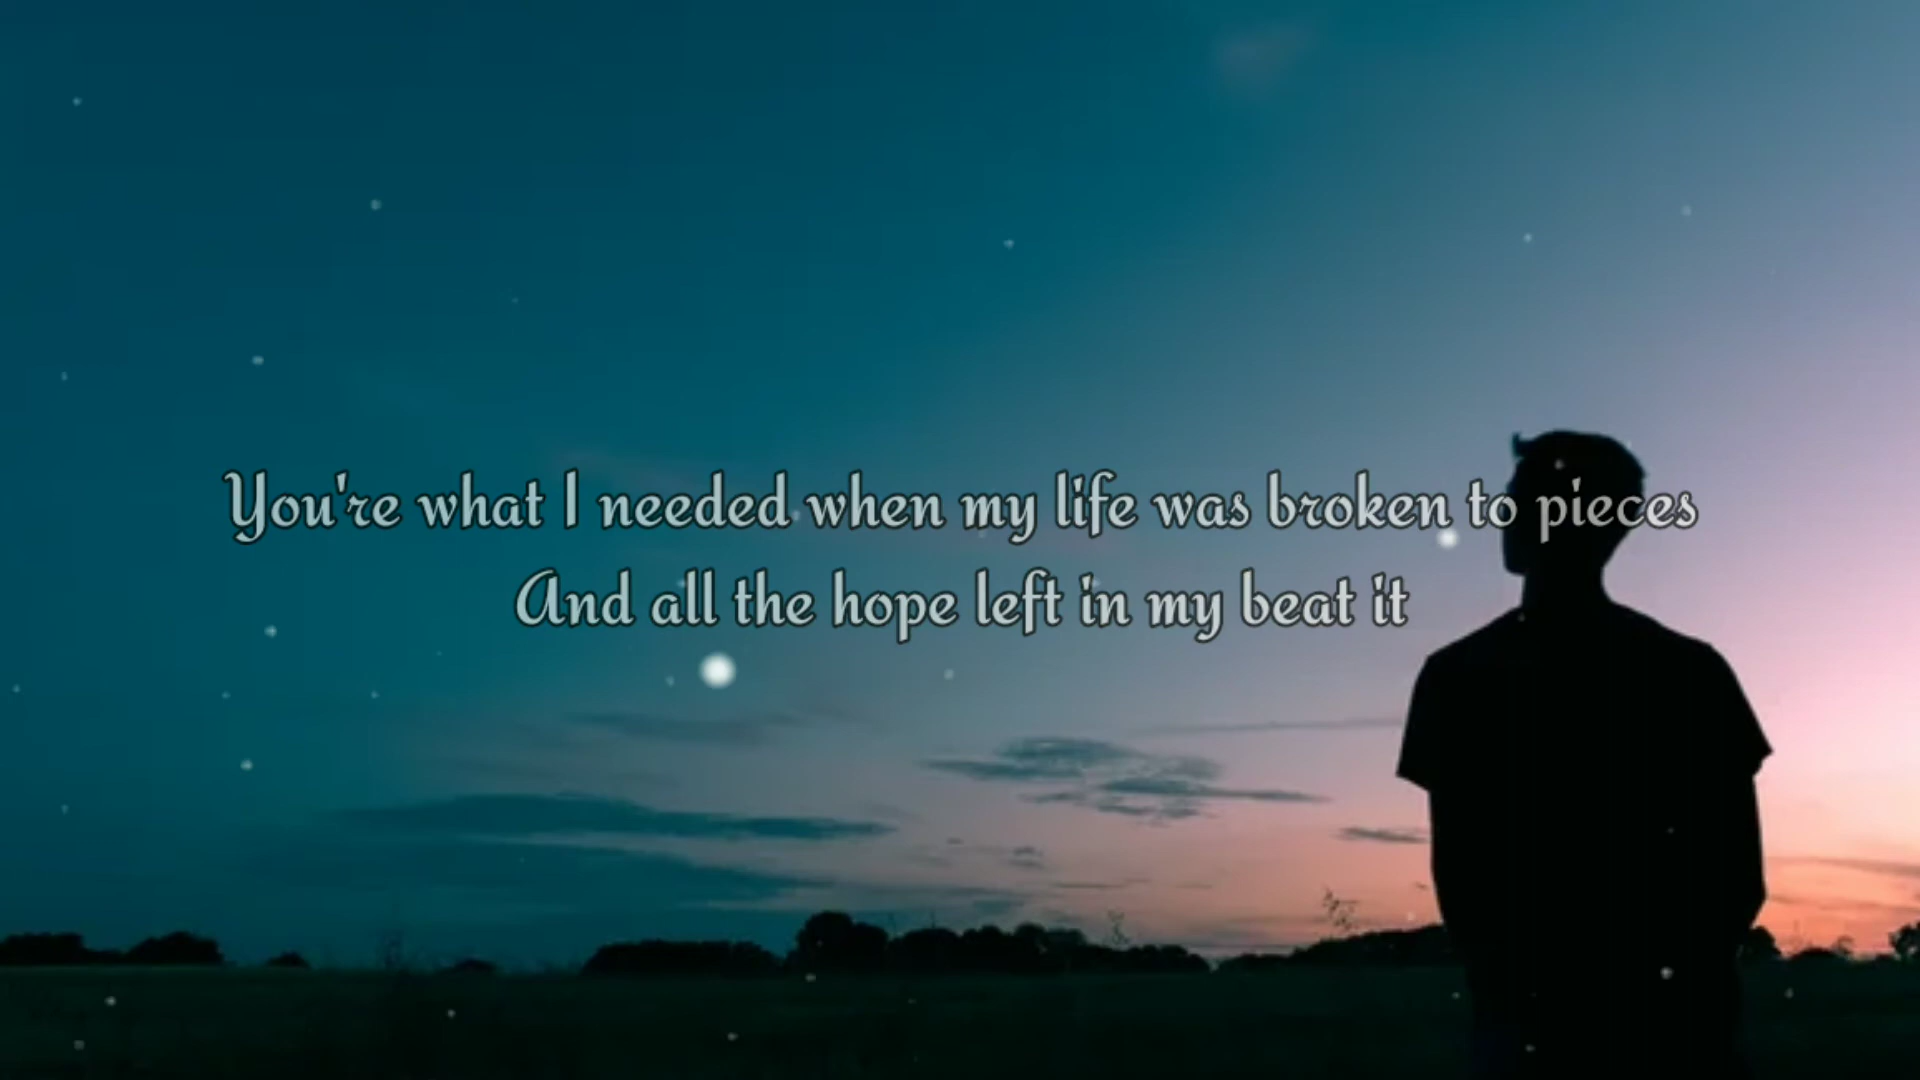 You're what I needed when my life was broken to pieces
And all the hope left in my beat it